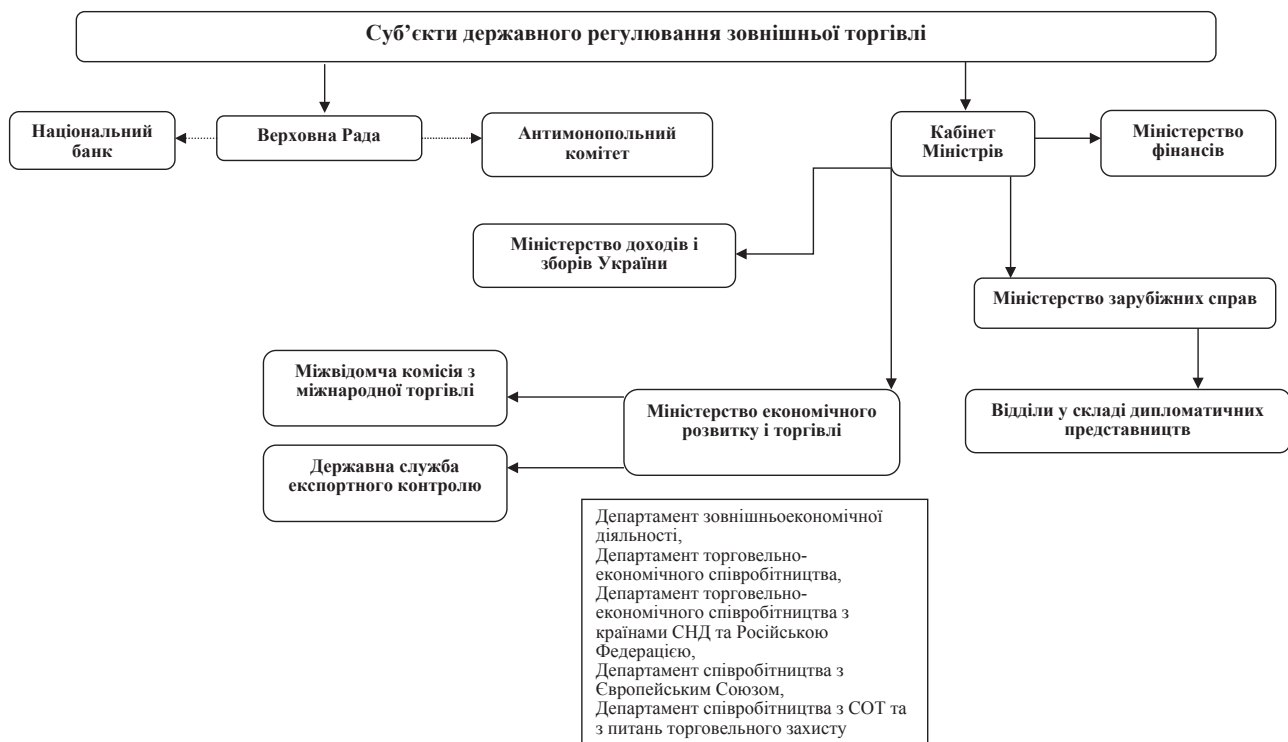 Суб’єкти державного регулювання зовнішньої торгівлі
Національний
банк
Верховна Рада
Антимонопольний
комітет
Кабінет
Міністрів
Міністерство
фінансів
Міністерство доходів і
зборів України
Міністерство зарубіжних справ
Міжвідомча комісія з
міжнародної торгівлі
Міністерство економічного
розвитку і торгівлі
Відділи у складі дипломатичних
представництв
Державна служба
експортного контролю
Департамент зовнішньоекономічної
діяльності,
Департамент торговельно-
економічного співробітництва,
Департамент торговельно-
економічного співробітництва з
країнами СНД та Російською
Федерацією,
Департамент співробітництва з
Європейським Союзом,
Департамент співробітництва з СОТ та
з питань торговельного захисту